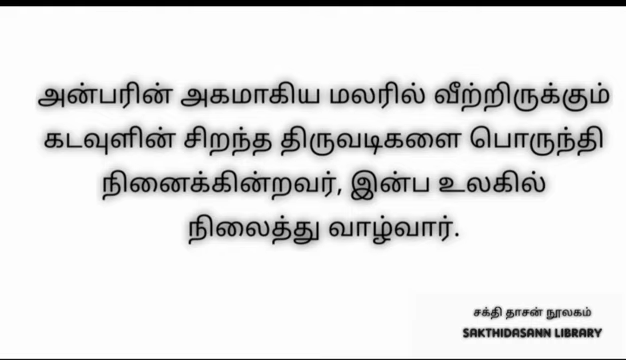 அன்பரின் அகமாகிய மலரில் வீற்றிருக்கும்
கடவுளின் சிறந்த திருவடிகளை பொருந்தி
நினைக்கின்றவர், இன்ப உலகில்
நிலைத்து வாழ்வார்.
சக்தி தாசன் நூலகம்
SAKTHIDASANN LIBRARY